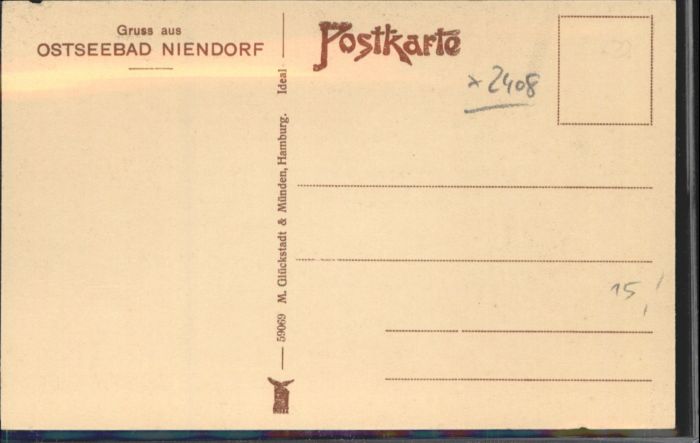 Gruss aus
OSTSEEBAD NIENDORF
Postkarte
* 2408
59069 M. Glückstadt & Münden, Hamburg. Ideal
15,